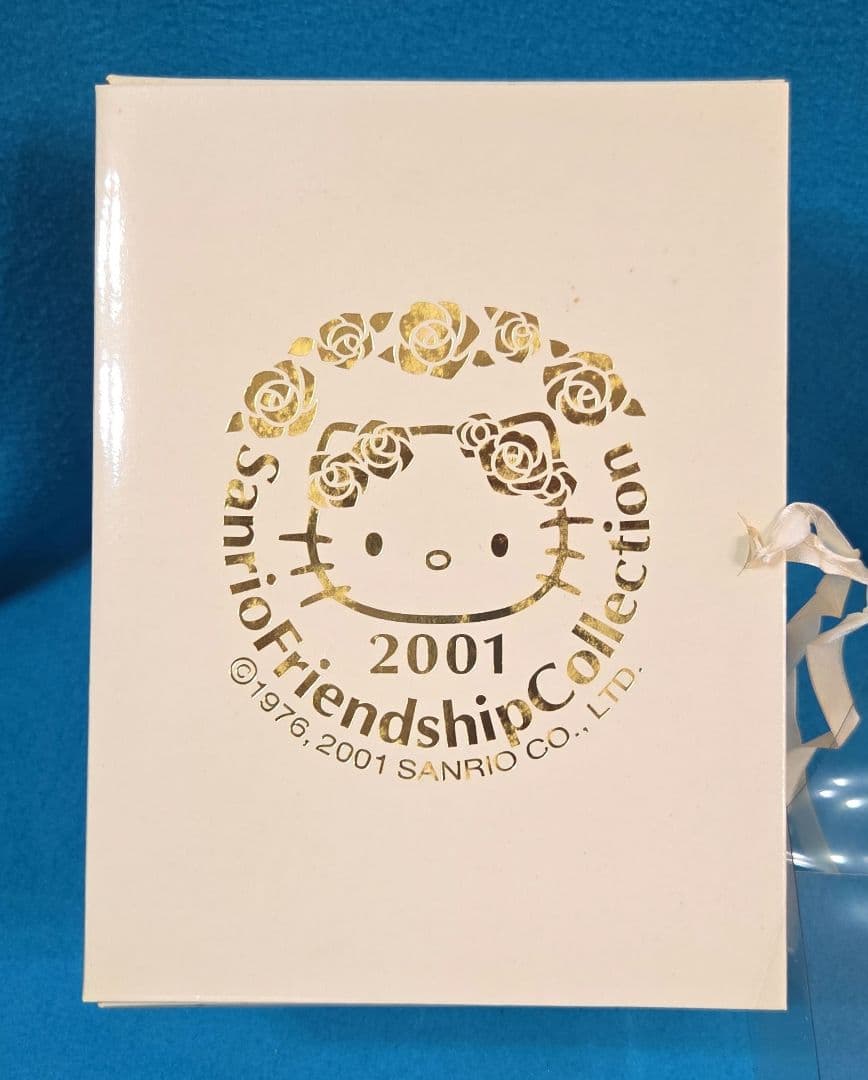 2001
SanrioFriendshipCollection
©1976, 2001 SANRIO CO., LTD.